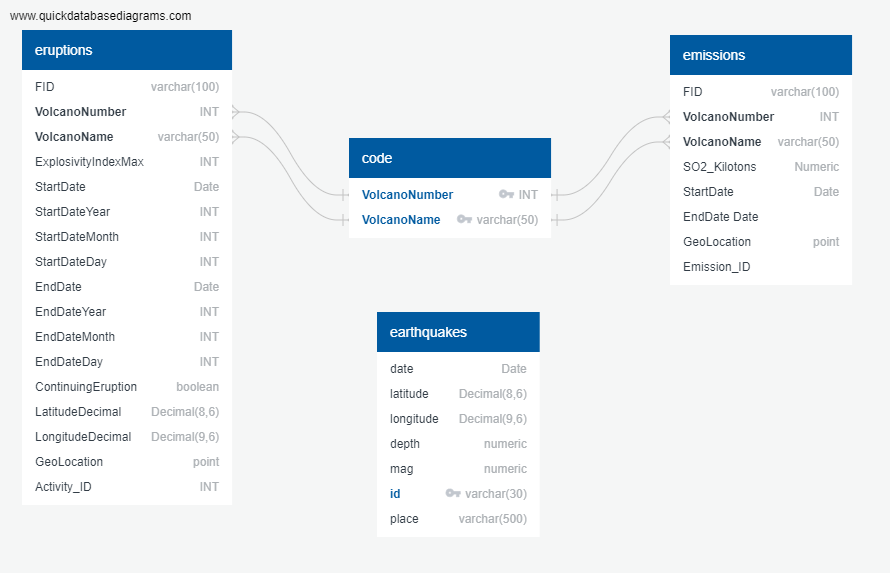 www.quickdatabasediagrams.com
eruptions
FID varchar(100)
VolcanoNumber INT
VolcanoName varchar(50)
ExplosivityIndexMax INT
StartDate Date
StartDateYear INT
StartDateMonth INT
StartDateDay INT
EndDate Date
EndDateYear INT
EndDateMonth INT
EndDateDay INT
ContinuingEruption boolean
LatitudeDecimal Decimal(8,6)
LongitudeDecimal Decimal(9,6)
GeoLocation point
Activity_ID INT
code
VolcanoNumber INT
VolcanoName varchar(50)
earthquakes
date Date
latitude Decimal(8,6)
longitude Decimal(9,6)
depth numeric
mag numeric
id varchar(30)
place varchar(500)
emissions
FID varchar(100)
VolcanoNumber INT
VolcanoName varchar(50)
SO2_Kilotons Numeric
StartDate Date
EndDate Date
GeoLocation point
Emission_ID